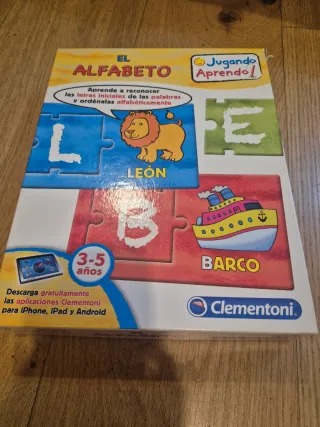 EL
ALFABETO
Jugando
Aprendo!
Aprende a reconocer
las letras iniciales de las palabras
y ordénalas alfabéticamente
L
E
LEÓN
B
BARCO
3-5
años
Descarga gratuitamente
las aplicaciones Clementoni
para iPhone, iPad y Android
Clementoni